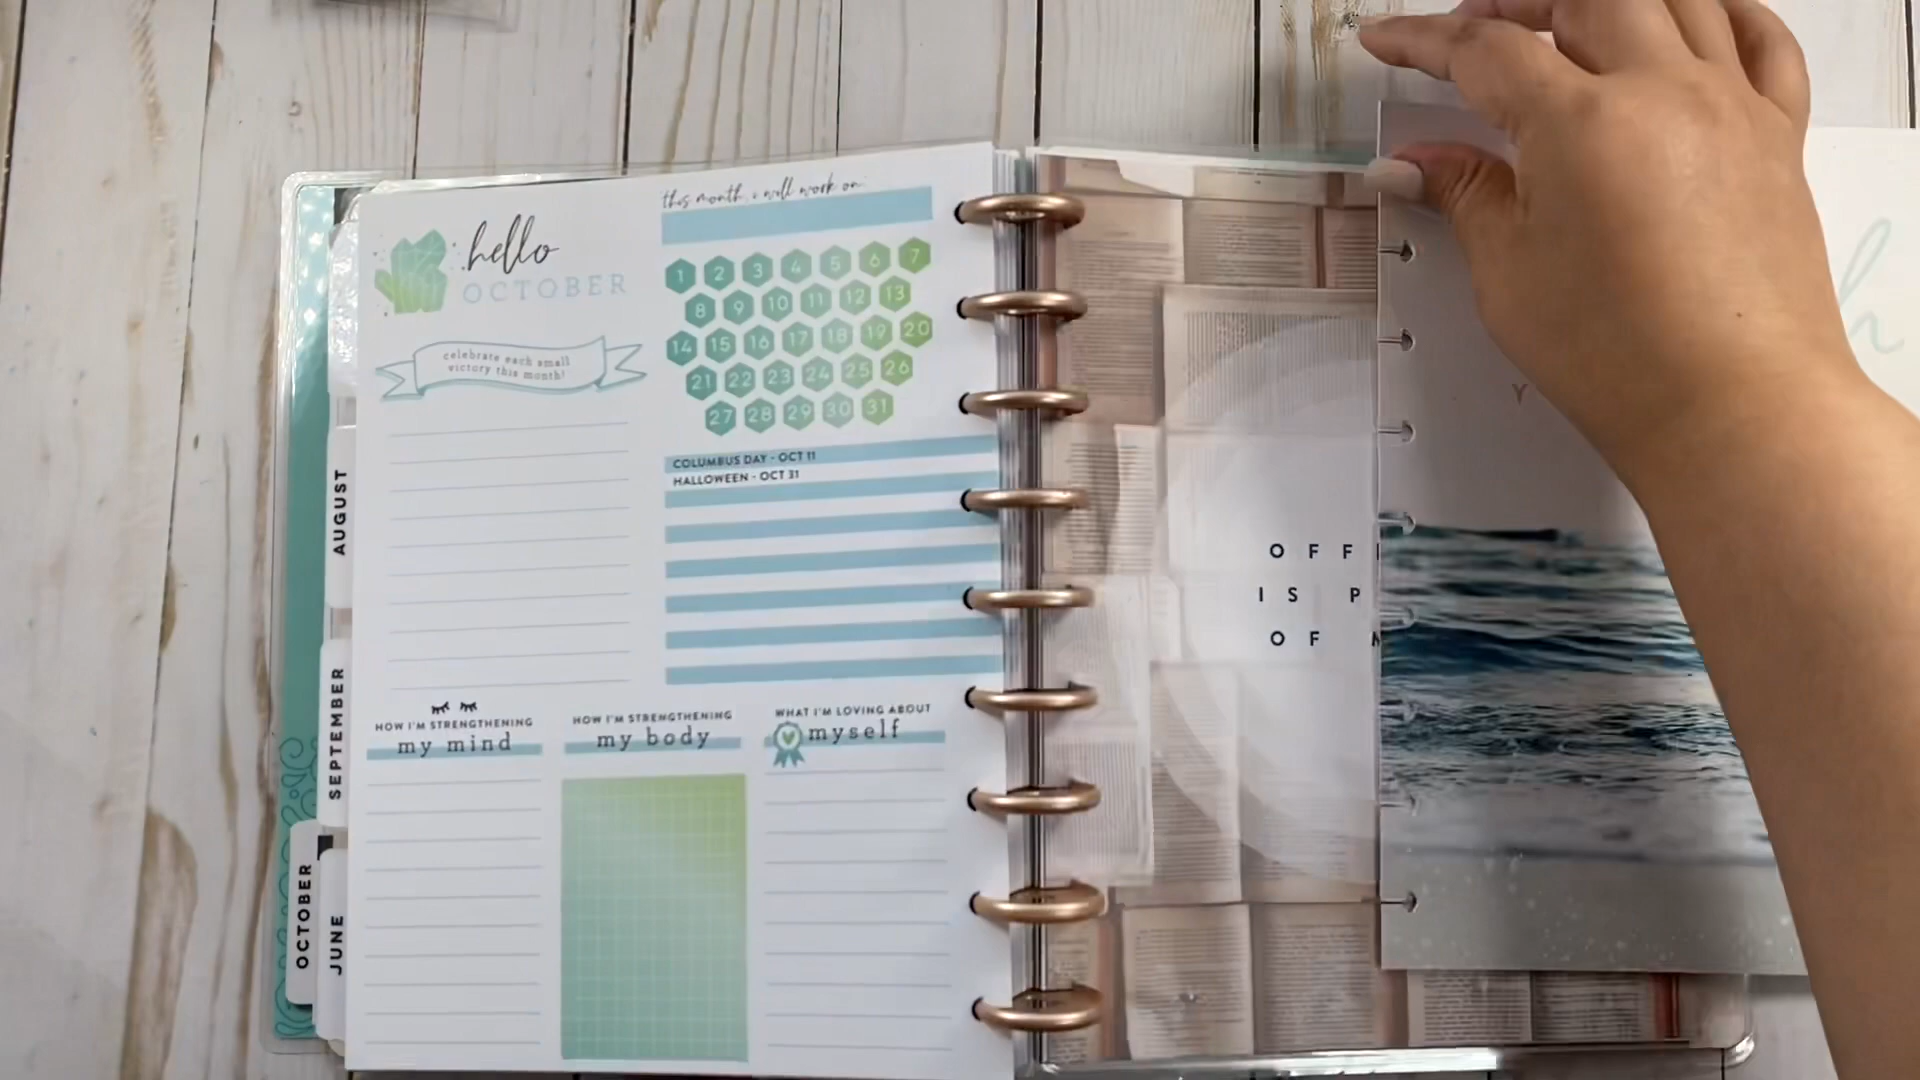 hello
OCTOBER
celebrate each small
victory this month!
this month, i will work on:
1 2 3 4 5 6 7
8 9 10 11 12 13
14 15 16 17 18 19 20
21 22 23 24 25 26
27 28 29 30 31
COLUMBUS DAY - OCT 11
HALLOWEEN - OCT 31
HOW I'M STRENGTHENING
my mind
HOW I'M STRENGTHENING
my body
WHAT I'M LOVING ABOUT
myself
AUGUST
SEPTEMBER
OCTOBER
JUNE
OFF
IS P
OF
Y
h